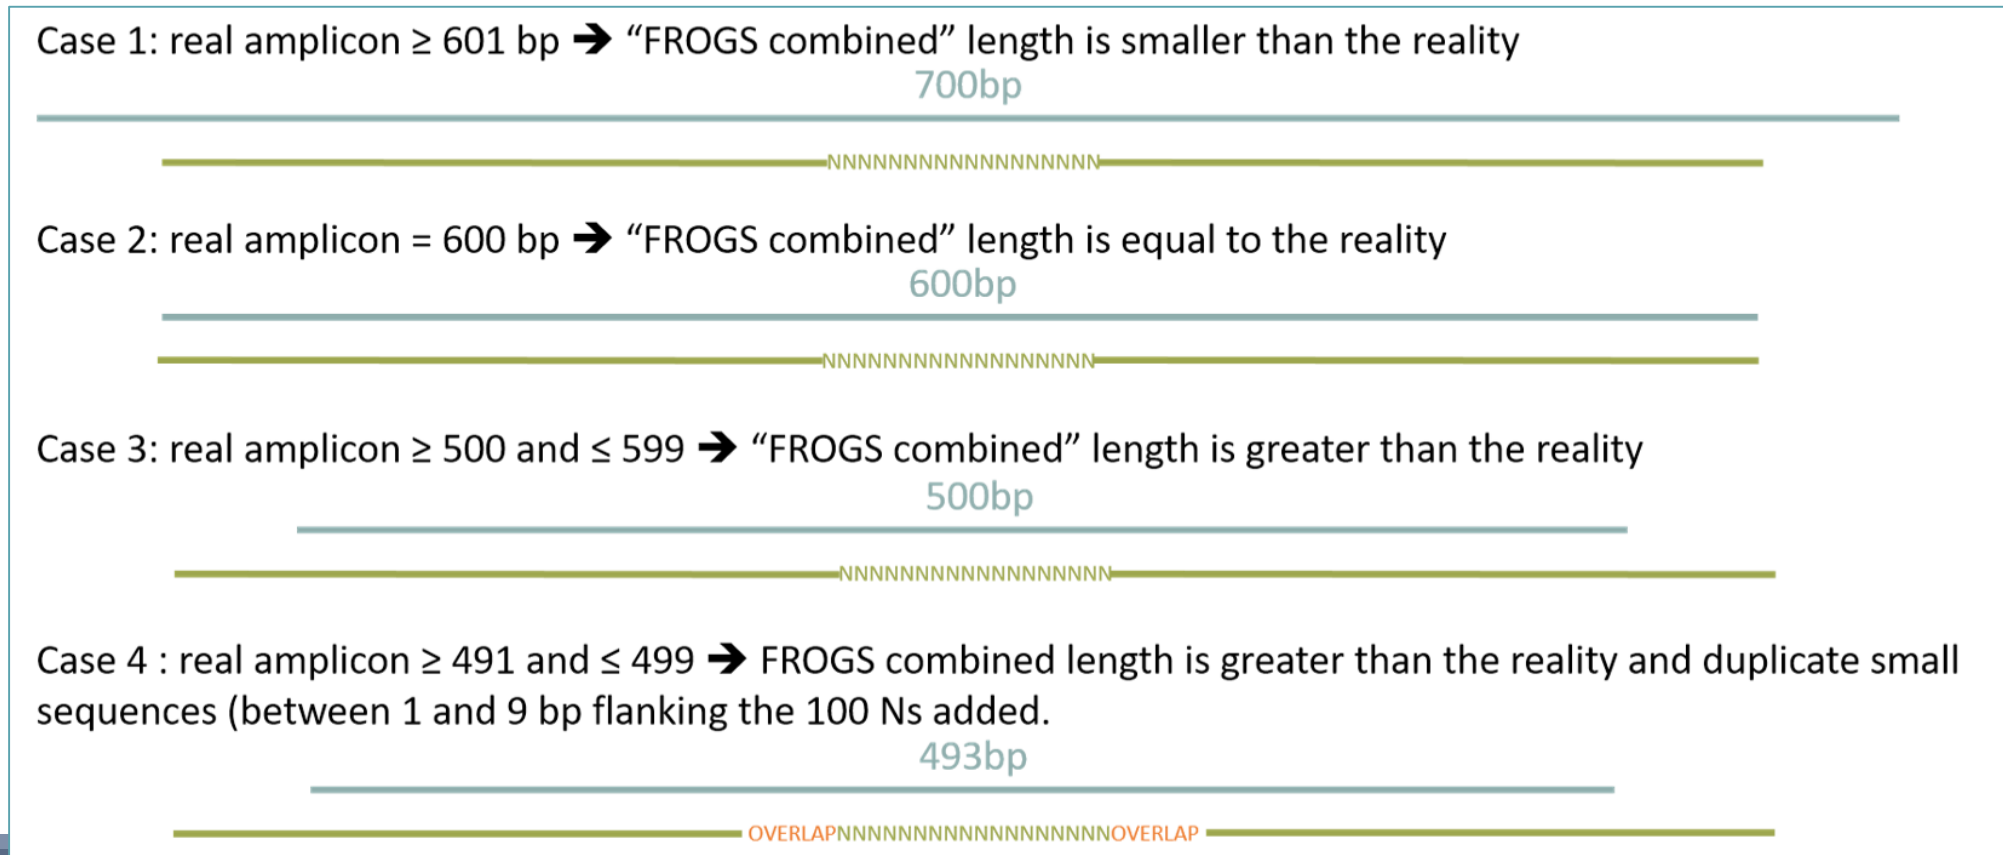 Case 1: real amplicon ≥ 601 bp ➔ “FROGS combined” length is smaller than the reality
700bp
NNNNNNNNNNNNNNNNNN
Case 2: real amplicon = 600 bp ➔ “FROGS combined” length is equal to the reality
600bp
NNNNNNNNNNNNNNNNNN
Case 3: real amplicon ≥ 500 and ≤ 599 ➔ “FROGS combined” length is greater than the reality
500bp
NNNNNNNNNNNNNNNNNN
Case 4 : real amplicon ≥ 491 and ≤ 499 ➔ FROGS combined length is greater than the reality and duplicate small
sequences (between 1 and 9 bp flanking the 100 Ns added.
493bp
OVERLAPNNNNNNNNNNNNNNNNNNOVERLAP